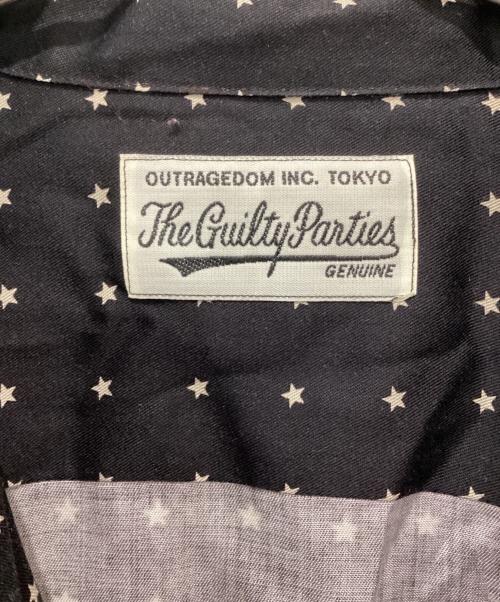 OUTRAGEDOM INC. TOKYO
The Guilty Parties
GENUINE